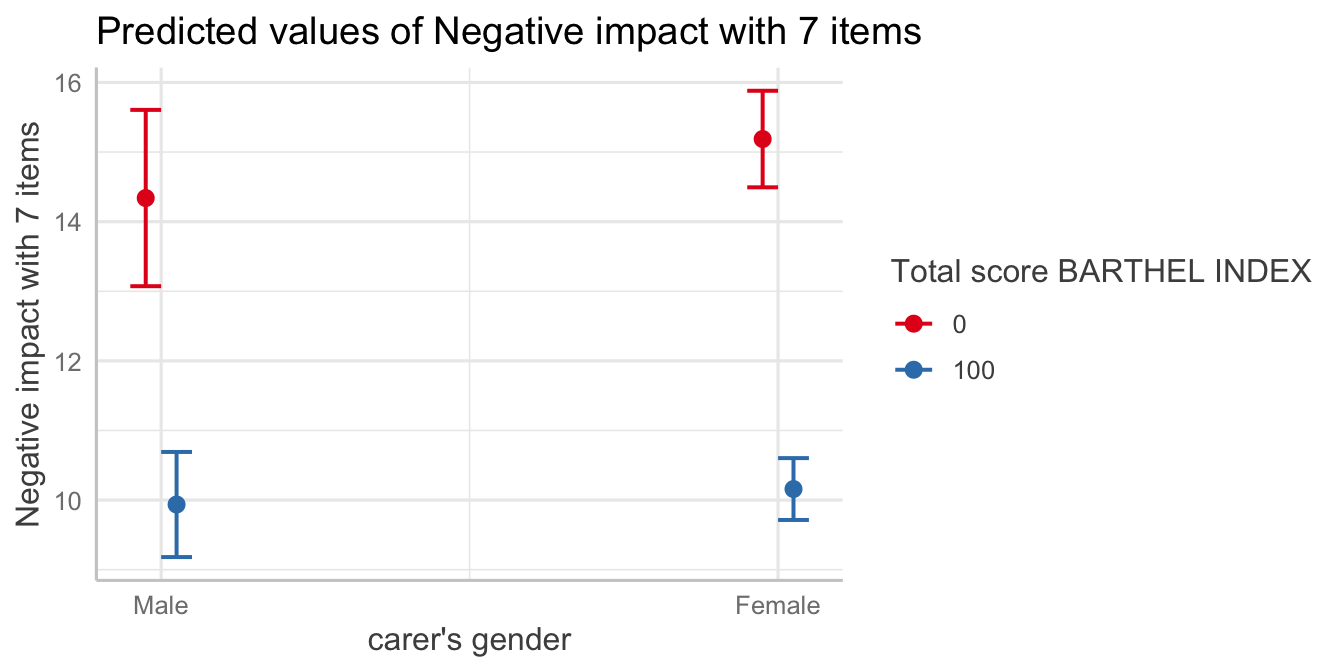 Predicted values of Negative impact with 7 items
Negative impact with 7 items
16
14
12
10
Male
Female
carer's gender
Total score BARTHEL INDEX
0
100